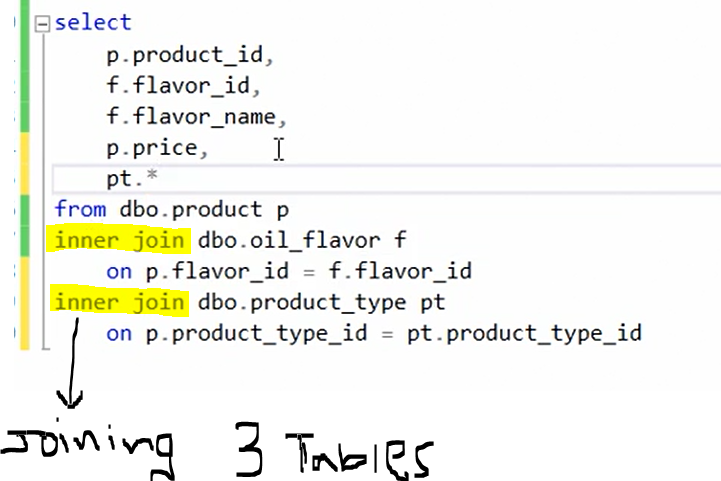 select
p.product_id,
f.flavor_id,
f.flavor_name,
p.price,
pt.*
from dbo.product p
inner join dbo.oil_flavor f
on p.flavor_id = f.flavor_id
inner join dbo.product_type pt
on p.product_type_id = pt.product_type_id
Joining 3 Tables